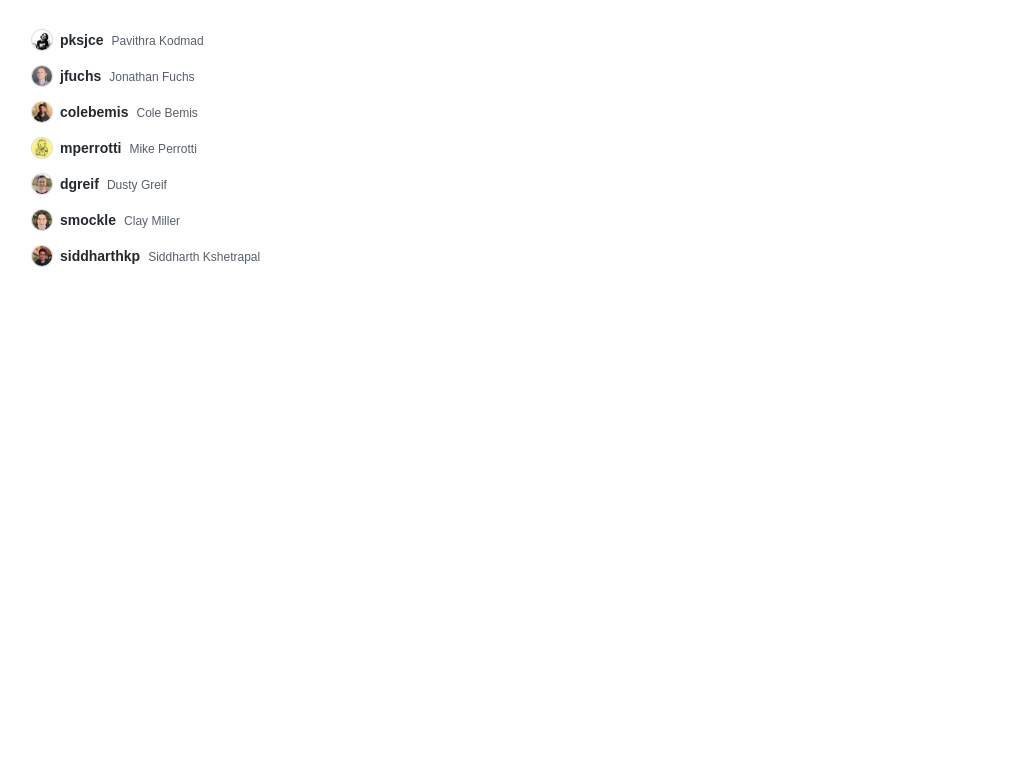 pksjce Pavithra Kodmad
jfuchs Jonathan Fuchs
colebemis Cole Bemis
mperrotti Mike Perrotti
dgreif Dusty Greif
smockle Clay Miller
siddharthkp Siddharth Kshetrapal